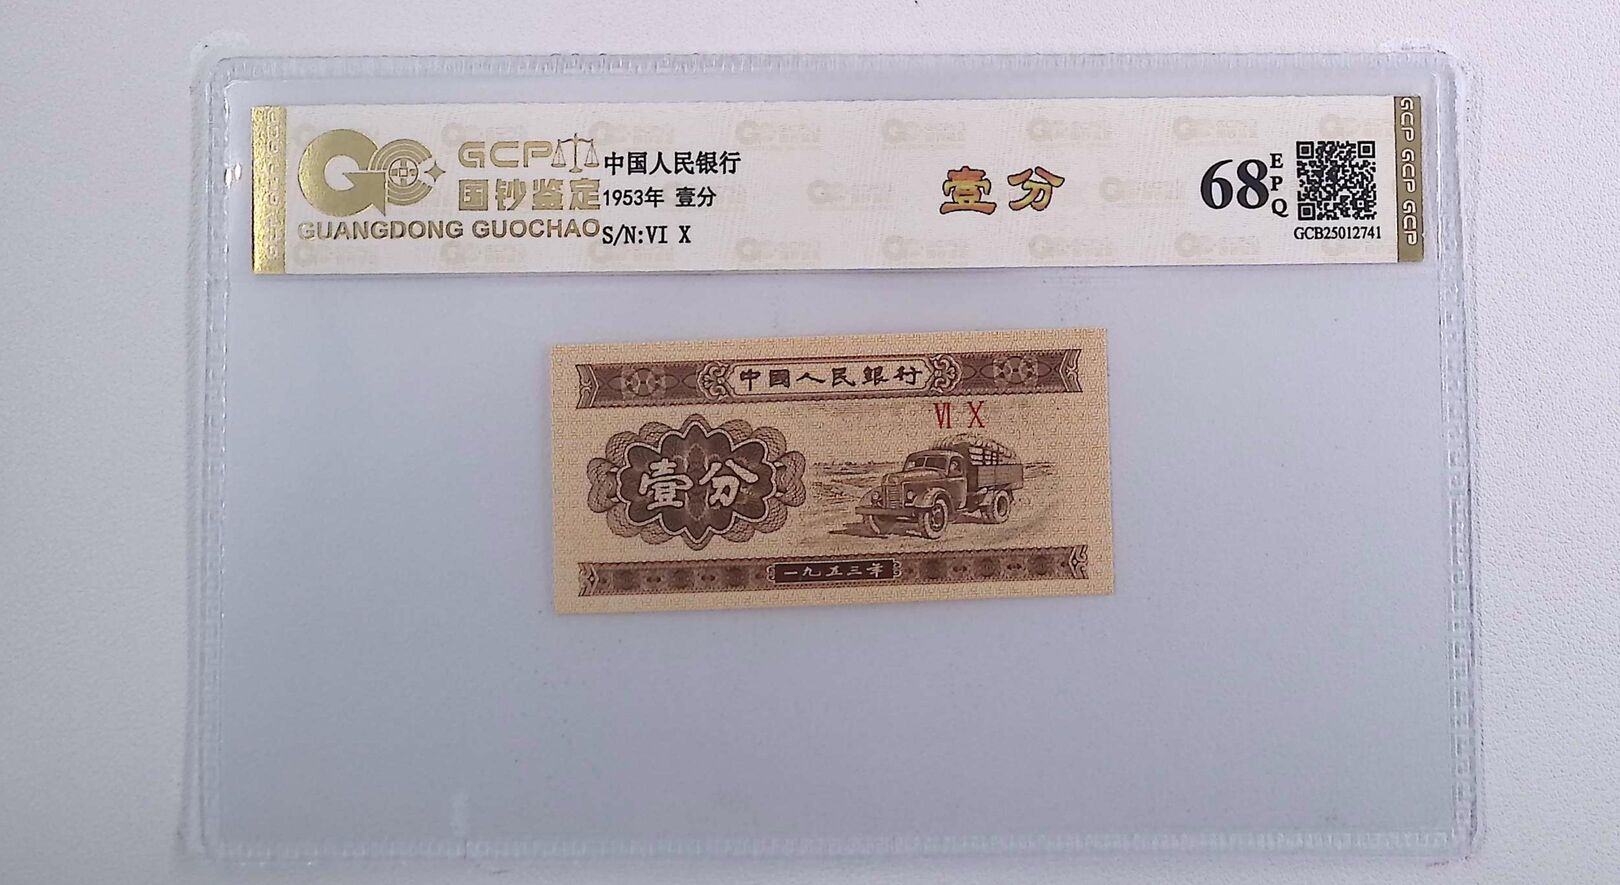 GCP
国钞鉴定
GUANGDONG GUOCHAO
中国人民银行
1953年 壹分
S/N:VI X
壹分
68
EPQ
GCB25012741
GCP GCP GCP
中國人民銀行
VI X
壹分
一九五三年